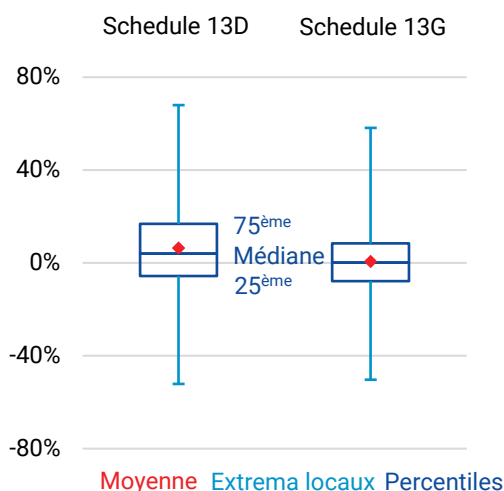 Schedule 13D Schedule 13G
80%
40%
75ème
Médiane
0%
25ème
-40%
-80%
Moyenne Extrema locaux Percentiles